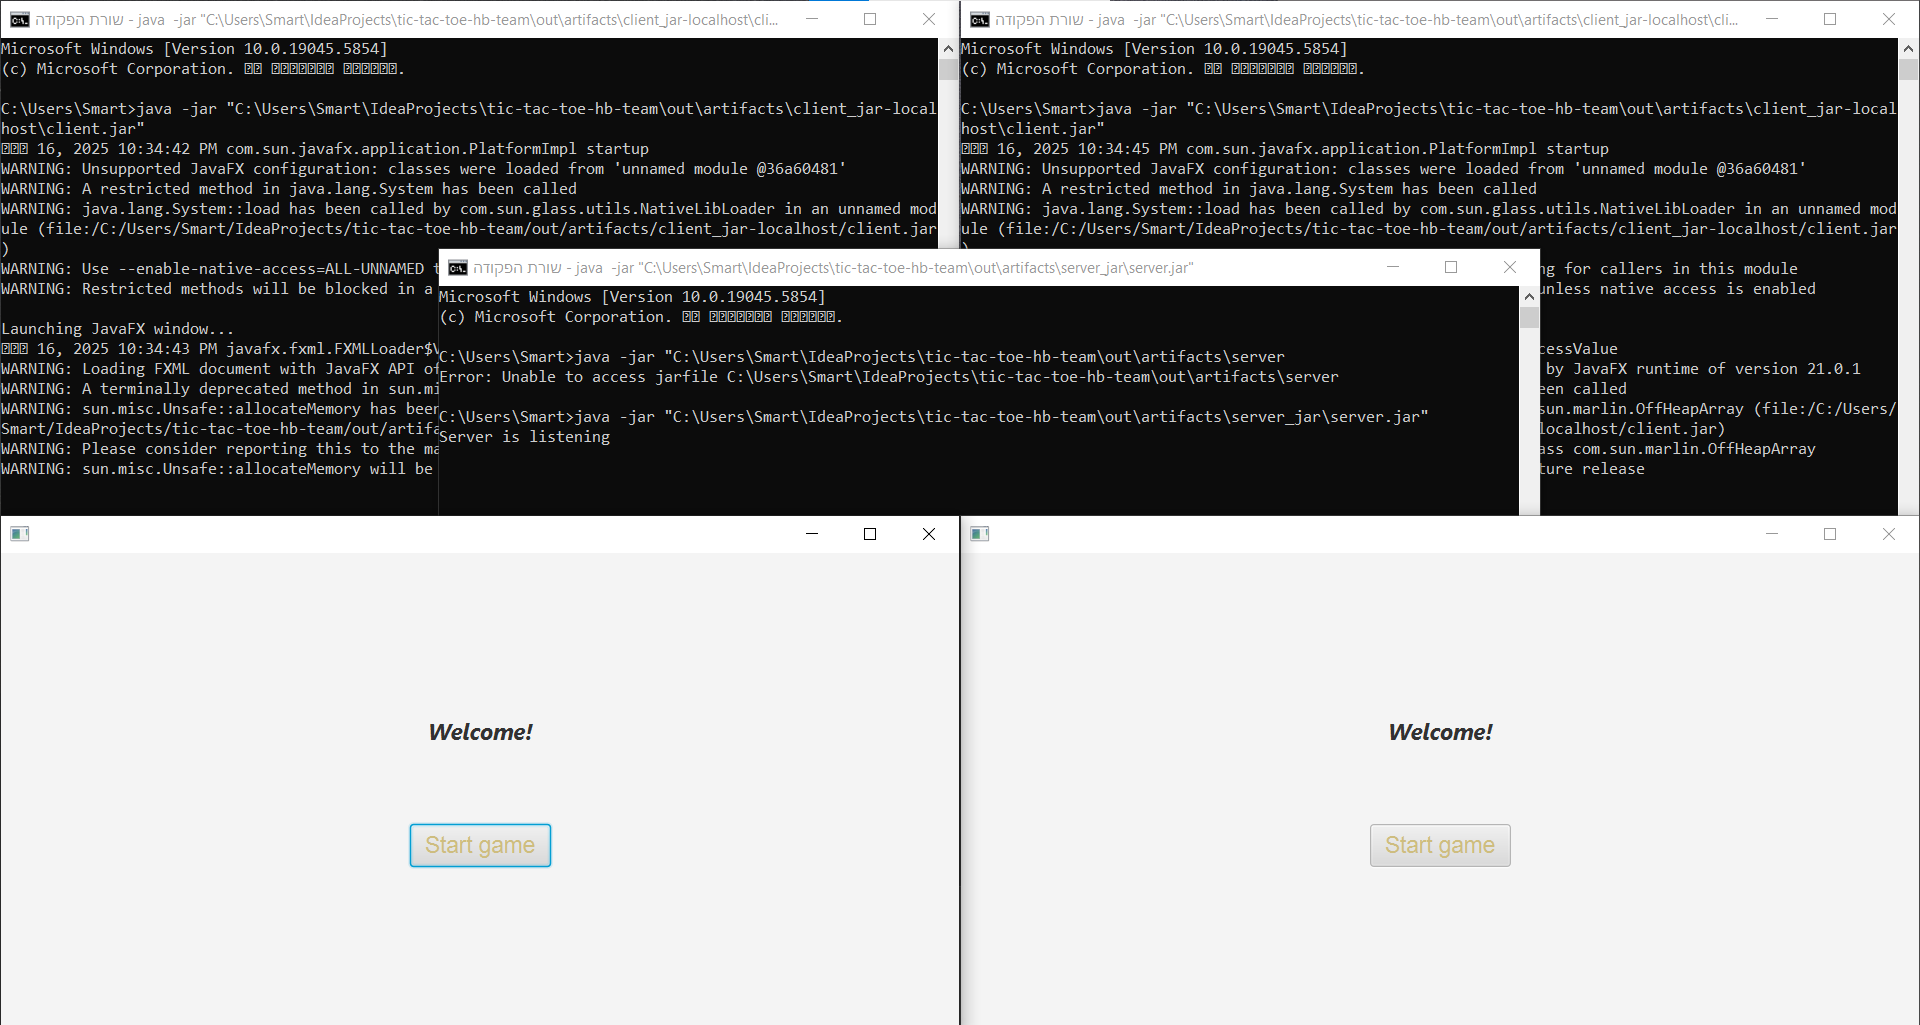 שורת הפקודה - java  -jar "C:\Users\Smart\IdeaProjects\tic-tac-toe-hb-team\out\artifacts\client_jar-localhost\cli...
Microsoft Windows [Version 10.0.19045.5854]
(c) Microsoft Corporation.
C:\Users\Smart>java -jar "C:\Users\Smart\IdeaProjects\tic-tac-toe-hb-team\out\artifacts\client_jar-local
host\client.jar"
16, 2025 10:34:42 PM com.sun.javafx.application.PlatformImpl startup
WARNING: Unsupported JavaFX configuration: classes were loaded from 'unnamed module @36a60481'
WARNING: A restricted method in java.lang.System has been called
WARNING: java.lang.System::load has been called by com.sun.glass.utils.NativeLibLoader in an unnamed mod
ule (file:/C:/Users/Smart/IdeaProjects/tic-tac-toe-hb-team/out/artifacts/client_jar-localhost/client.jar
)
WARNING: Use --enable-native-access=ALL-UNNAMED
WARNING: Restricted methods will be blocked in a
Launching JavaFX window...
16, 2025 10:34:43 PM javafx.fxml.FXMLLoader$
WARNING: Loading FXML document with JavaFX API of
WARNING: A terminally deprecated method in sun.mi
WARNING: sun.misc.Unsafe::allocateMemory has been
Smart/IdeaProjects/tic-tac-toe-hb-team/out/artifa
WARNING: Please consider reporting this to the ma
WARNING: sun.misc.Unsafe::allocateMemory will be
שורת הפקודה - java  -jar "C:\Users\Smart\IdeaProjects\tic-tac-toe-hb-team\out\artifacts\client_jar-localhost\cli...
Microsoft Windows [Version 10.0.19045.5854]
(c) Microsoft Corporation.
C:\Users\Smart>java -jar "C:\Users\Smart\IdeaProjects\tic-tac-toe-hb-team\out\artifacts\client_jar-local
host\client.jar"
16, 2025 10:34:45 PM com.sun.javafx.application.PlatformImpl startup
WARNING: Unsupported JavaFX configuration: classes were loaded from 'unnamed module @36a60481'
WARNING: A restricted method in java.lang.System has been called
WARNING: java.lang.System::load has been called by com.sun.glass.utils.NativeLibLoader in an unnamed mod
ule (file:/C:/Users/Smart/IdeaProjects/tic-tac-toe-hb-team/out/artifacts/client_jar-localhost/client.jar
ng for callers in this module
unless native access is enabled
cessValue
by JavaFX runtime of version 21.0.1
een called
sun.marlin.OffHeapArray (file:/C:/Users/
localhost/client.jar)
ass com.sun.marlin.OffHeapArray
ture release
שורת הפקודה - java  -jar "C:\Users\Smart\IdeaProjects\tic-tac-toe-hb-team\out\artifacts\server_jar\server.jar"
Microsoft Windows [Version 10.0.19045.5854]
(c) Microsoft Corporation.
C:\Users\Smart>java -jar "C:\Users\Smart\IdeaProjects\tic-tac-toe-hb-team\out\artifacts\server
Error: Unable to access jarfile C:\Users\Smart\IdeaProjects\tic-tac-toe-hb-team\out\artifacts\server
C:\Users\Smart>java -jar "C:\Users\Smart\IdeaProjects\tic-tac-toe-hb-team\out\artifacts\server_jar\server.jar"
Server is listening
Welcome!
Start game
Welcome!
Start game